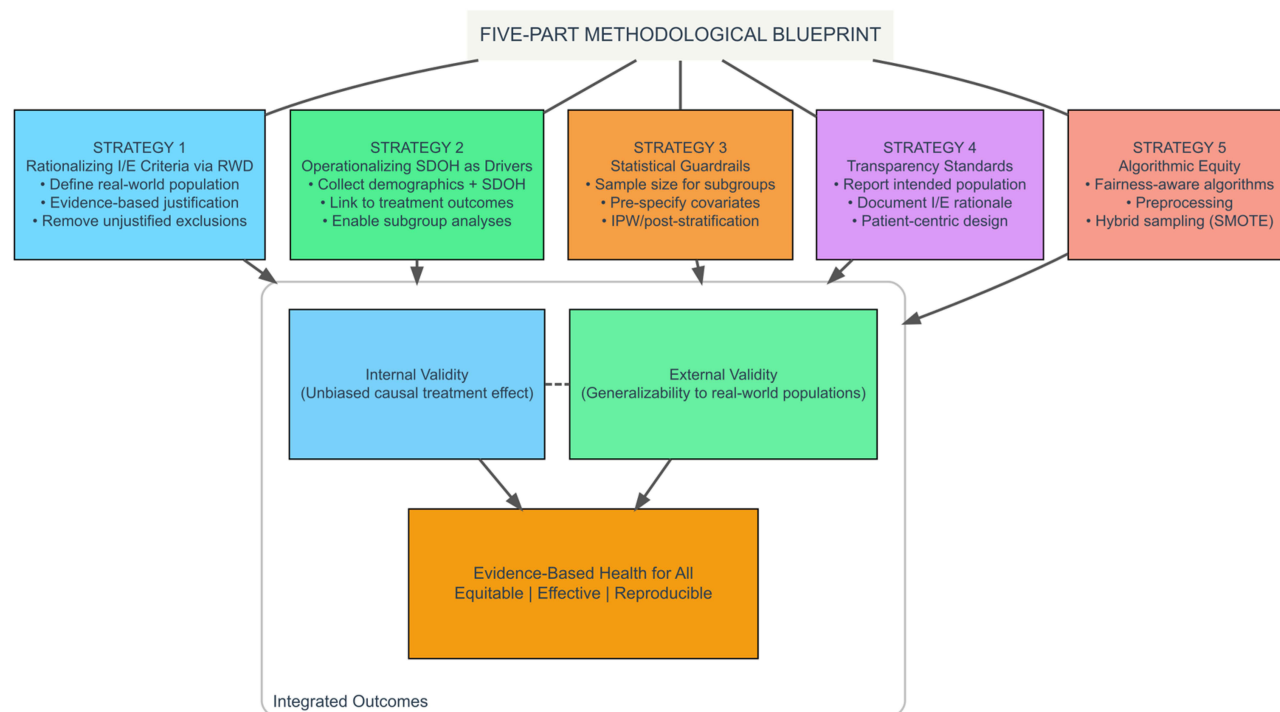 FIVE-PART METHODOLOGICAL BLUEPRINT
STRATEGY 1
Rationalizing I/E Criteria via RWD
• Define real-world population
• Evidence-based justification
• Remove unjustified exclusions
STRATEGY 2
Operationalizing SDOH as Drivers
• Collect demographics + SDOH
• Link to treatment outcomes
• Enable subgroup analyses
STRATEGY 3
Statistical Guardrails
• Sample size for subgroups
• Pre-specify covariates
• IPW/post-stratification
STRATEGY 4
Transparency Standards
• Report intended population
• Document I/E rationale
• Patient-centric design
STRATEGY 5
Algorithmic Equity
• Fairness-aware algorithms
• Preprocessing
• Hybrid sampling (SMOTE)
Internal Validity
(Unbiased causal treatment effect)
External Validity
(Generalizability to real-world populations)
Evidence-Based Health for All
Equitable | Effective | Reproducible
Integrated Outcomes